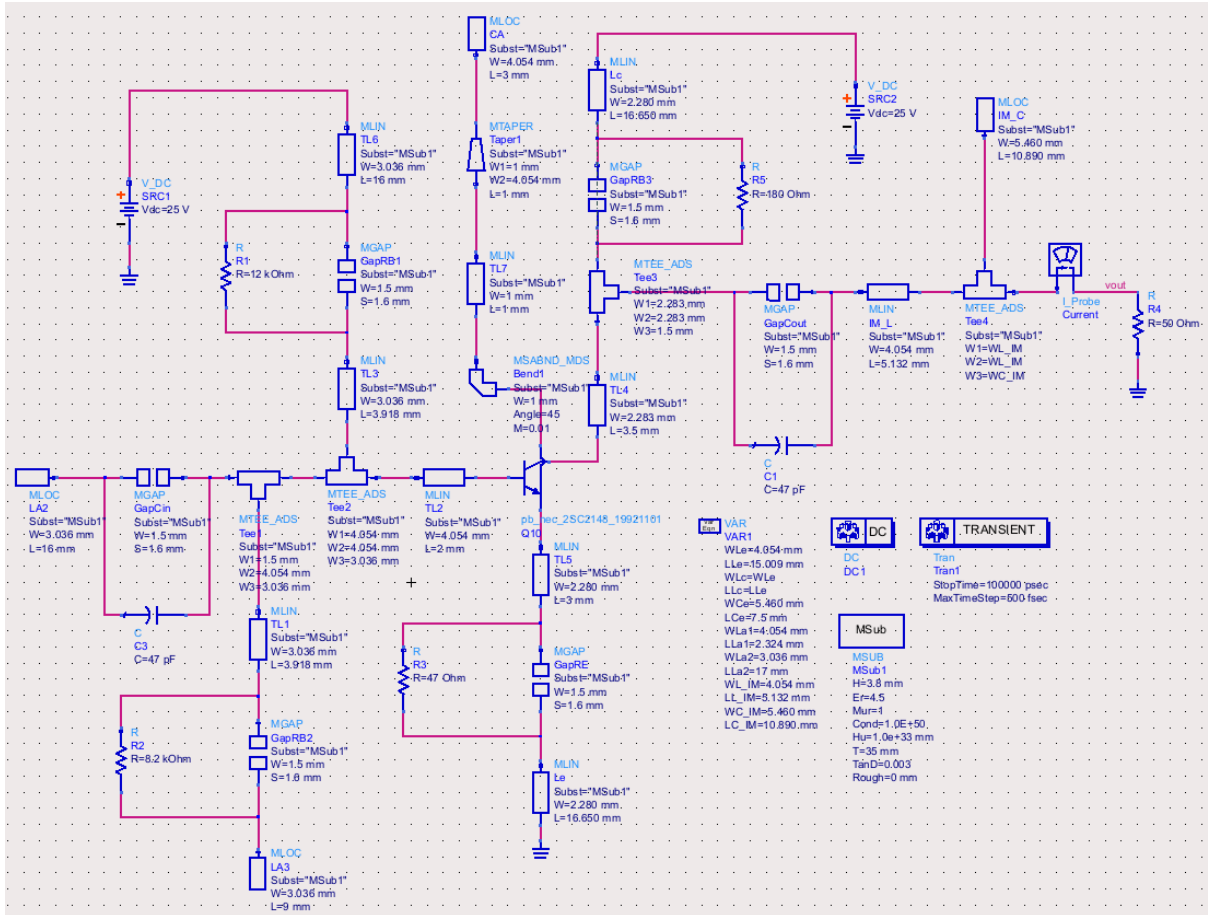 MLOC
CA
Subst="MSub1"
W=4.054 mm
L=3 mm
MLIN
Lc
Subst="MSub1"
W=2.280 mm
L=16.650 mm
V_DC
SRC2
Vdc=25 V
MLOC
IM_C
Subst="MSub1"
W=5.460 mm
L=10.890 mm
MLIN
TL6
Subst="MSub1"
W=3.036 mm
L=16 mm
MTAPER
Taper1
Subst="MSub1"
W1=1 mm
W2=4.054 mm
L=1 mm
V_DC
SRC1
Vdc=25 V
MGAP
GapRB3
Subst="MSub1"
W=1.5 mm
S=1.6 mm
R
R5
R=180 Ohm
R
R1
R=12 kOhm
MGAP
GapRB1
Subst="MSub1"
W=1.5 mm
S=1.6 mm
MLIN
TL7
Subst="MSub1"
W=1 mm
L=1 mm
MTEE_ADS
Tee3
Subst="MSub1"
W1=2.283 mm
W2=2.283 mm
W3=1.5 mm
MGAP
GapCout
Subst="MSub1"
W=1.5 mm
S=1.6 mm
MLIN
IM_L
Subst="MSub1"
W=4.054 mm
L=5.132 mm
MTEE_ADS
Tee4
Subst="MSub1"
W1=WL_IM
W2=WL_IM
W3=WC_IM
I_Probe
Current
vout
R
R4
R=50 Ohm
MLIN
TL3
Subst="MSub1"
W=3.036 mm
L=3.918 mm
MSABND_MDS
Bend1
Subst="MSub1"
W=1 mm
Angle=45
M=0.01
MLIN
TL4
Subst="MSub1"
W=2.283 mm
L=3.5 mm
C
C1
C=47 pF
MLOC
LA2
Subst="MSub1"
W=3.036 mm
L=16 mm
MGAP
GapCin
Subst="MSub1"
W=1.5 mm
S=1.6 mm
MTEE_ADS
Tee1
Subst="MSub1"
W1=1.5 mm
W2=4.054 mm
W3=3.036 mm
MTEE_ADS
Tee2
Subst="MSub1"
W1=4.054 mm
W2=4.054 mm
W3=3.036 mm
MLIN
TL2
Subst="MSub1"
W=4.054 mm
L=2 mm
pb_nec_2SC2148_19921101
Q10
C
C3
C=47 pF
MLIN
TL1
Subst="MSub1"
W=3.036 mm
L=3.918 mm
MLIN
TL5
Subst="MSub1"
W=2.280 mm
L=3 mm
R
R3
R=47 Ohm
MGAP
GapRE
Subst="MSub1"
W=1.5 mm
S=1.6 mm
R
R2
R=8.2 kOhm
MGAP
GapRB2
Subst="MSub1"
W=1.5 mm
S=1.6 mm
MLIN
Le
Subst="MSub1"
W=2.280 mm
L=16.650 mm
MLOC
LA3
Subst="MSub1"
W=3.036 mm
L=9 mm
Var
Eqn
VAR
VAR1
WLe=4.054 mm
LLe=15.009 mm
WLc=WLe
LLc=LLe
WCe=5.460 mm
LCe=7.5 mm
WLa1=4.054 mm
LLa1=2.324 mm
WLa2=3.036 mm
LLa2=17 mm
WL_IM=4.054 mm
LL_IM=5.132 mm
WC_IM=5.460 mm
LC_IM=10.890 mm
DC
DC
DC1
TRANSIENT
Tran
Tran1
StopTime=100000 psec
MaxTimeStep=500 fsec
MSub
MSUB
MSub1
H=3.8 mm
Er=4.5
Mur=1
Cond=1.0E+50
Hu=1.0e+33 mm
T=35 mm
TanD=0.003
Rough=0 mm